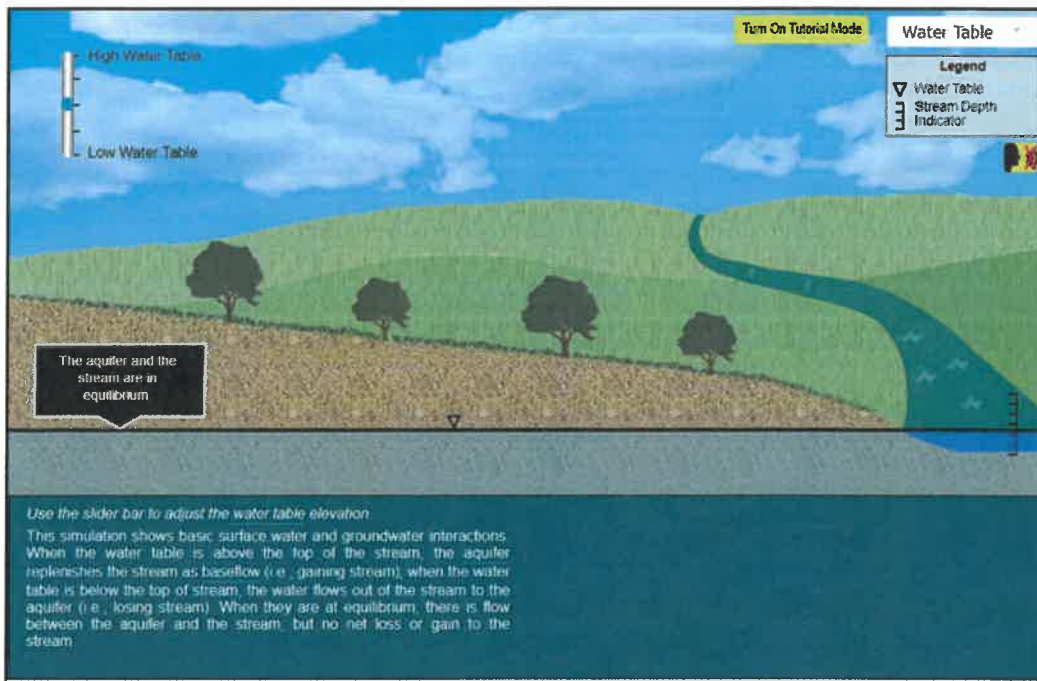 Turn On Tutorial Mode
Water Table
High Water Table
Low Water Table
Legend
Water Table
Stream Depth
Indicator
The aquifer and the
stream are in
equilibrium
Use the slider bar to adjust the water table elevation
This simulation shows basic surface water and groundwater interactions
When the water table is above the top of the stream, the aquifer
replenishes the stream as baseflow (i.e., gaining stream), when the water
table is below the top of stream, the water flows out of the stream to the
aquifer (i.e., losing stream). When they are at equilibrium, there is flow
between the aquifer and the stream, but no net loss or gain to the
stream